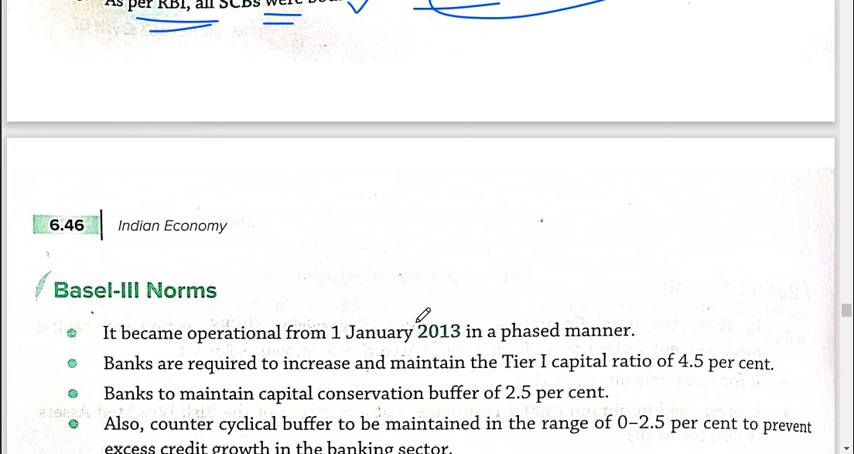 As per RBI, all SCBs were
6.46 Indian Economy
Basel-III Norms
It became operational from 1 January 2013 in a phased manner.
Banks are required to increase and maintain the Tier I capital ratio of 4.5 per cent.
Banks to maintain capital conservation buffer of 2.5 per cent.
Also, counter cyclical buffer to be maintained in the range of 0–2.5 per cent to prevent
excess credit growth in the banking sector.